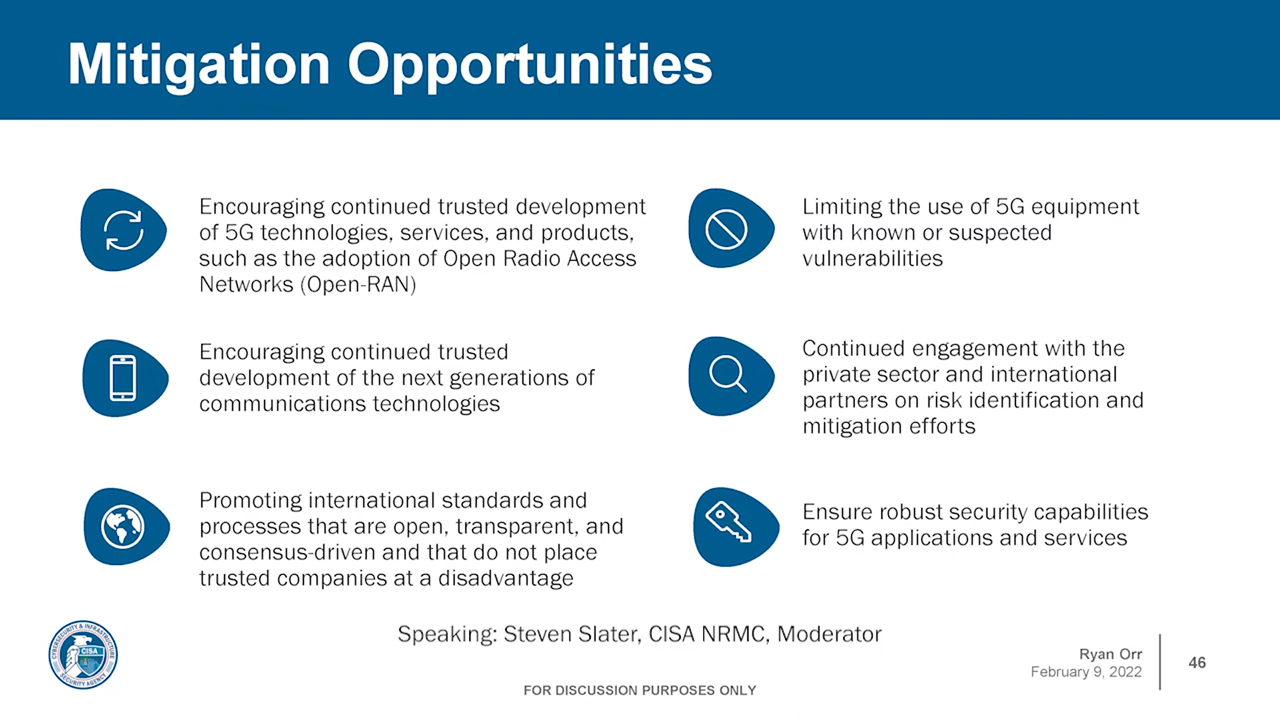 Mitigation Opportunities
Encouraging continued trusted development
of 5G technologies, services, and products,
such as the adoption of Open Radio Access
Networks (Open-RAN)
Encouraging continued trusted
development of the next generations of
communications technologies
Promoting international standards and
processes that are open, transparent, and
consensus-driven and that do not place
trusted companies at a disadvantage
Limiting the use of 5G equipment
with known or suspected
vulnerabilities
Continued engagement with the
private sector and international
partners on risk identification and
mitigation efforts
Ensure robust security capabilities
for 5G applications and services
Speaking: Steven Slater, CISA NRMC, Moderator
CYBERSECURITY & INFRASTRUCTURE
CISA
SECURITY AGENCY
Ryan Orr
February 9, 2022
46
FOR DISCUSSION PURPOSES ONLY